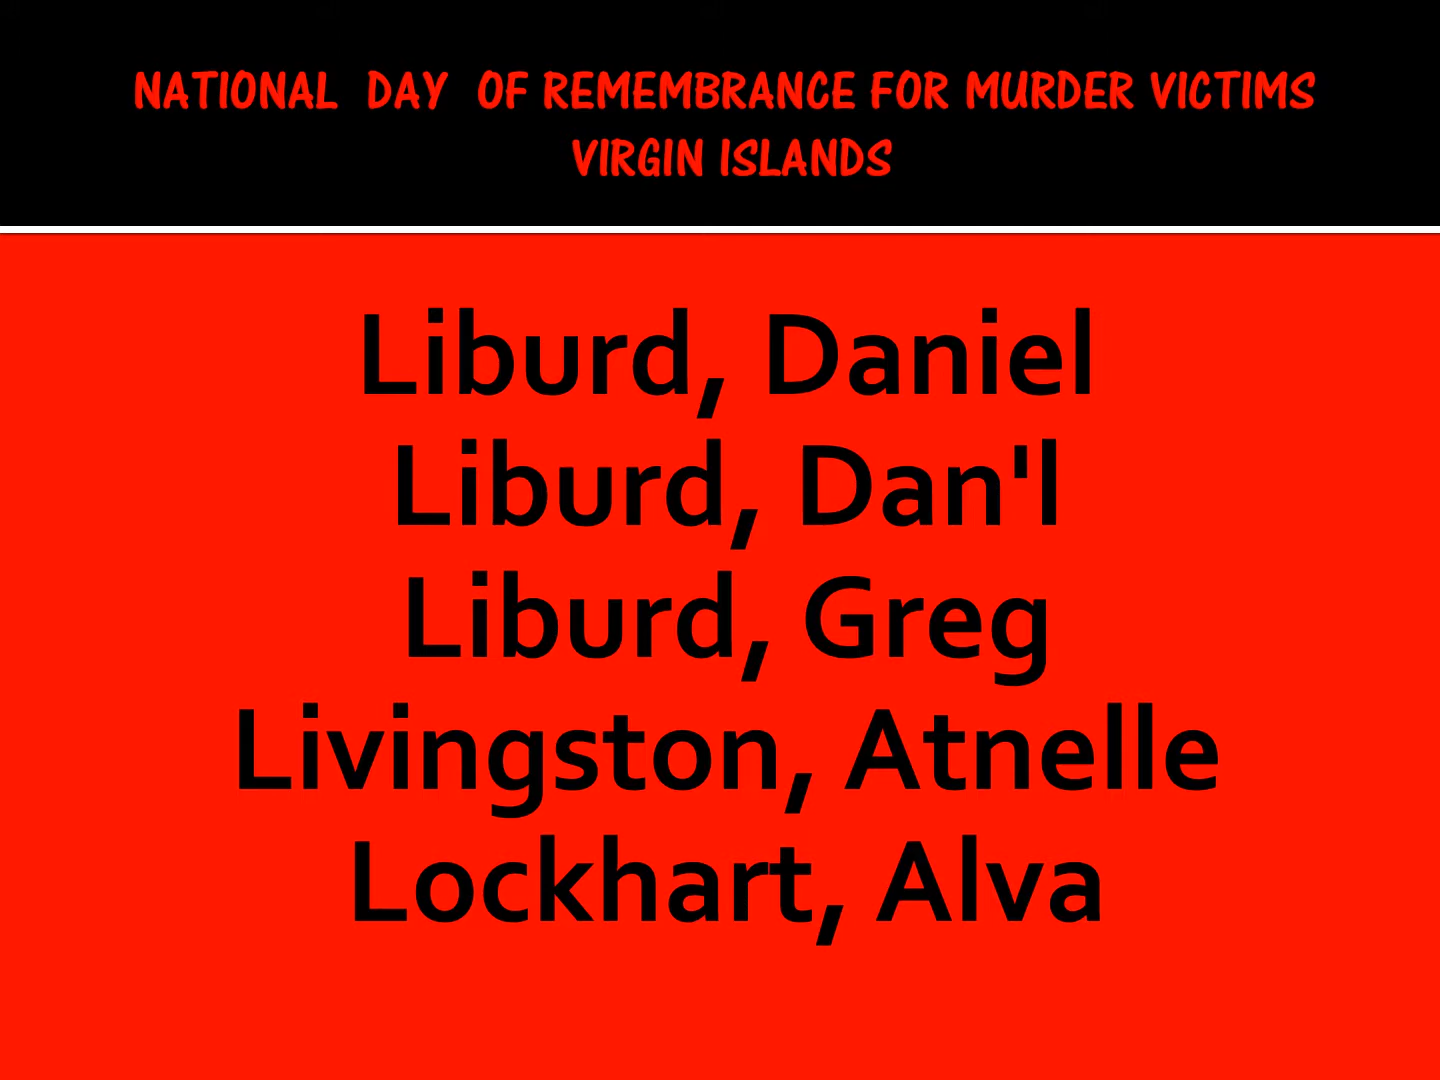 NATIONAL DAY OF REMEMBRANCE FOR MURDER VICTIMS
VIRGIN ISLANDS
Liburd, Daniel
Liburd, Dan'l
Liburd, Greg
Livingston, Atnelle
Lockhart, Alva